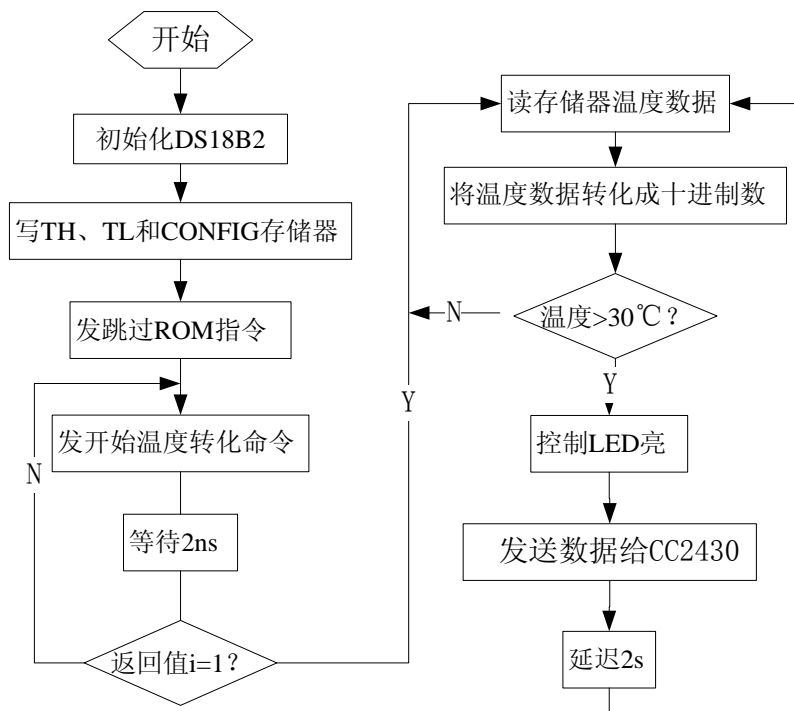 开始
初始化DS18B2
写TH、TL和CONFIG存储器
发跳过ROM指令
发开始温度转化命令
N
等待2ns
返回值i=1?
Y
读存储器温度数据
将温度数据转化成十进制数
温度>30℃?
N
Y
控制LED亮
发送数据给CC2430
延迟2s